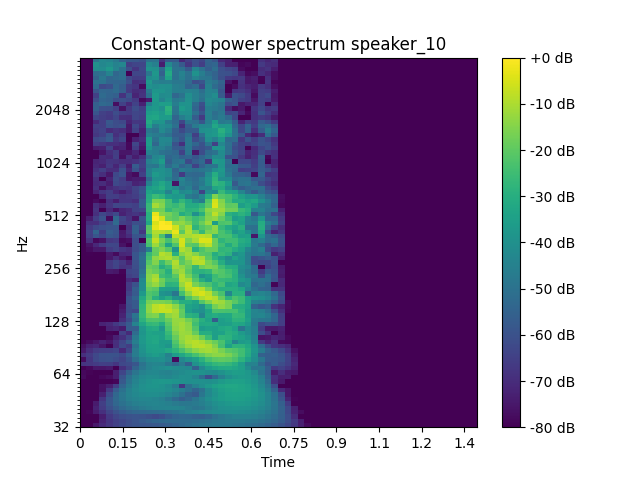 Constant-Q power spectrum speaker_10
Hz
2048
1024
512
256
128
64
32
0 0.15 0.3 0.45 0.6 0.75 0.9 1.1 1.2 1.4
Time
+0 dB
-10 dB
-20 dB
-30 dB
-40 dB
-50 dB
-60 dB
-70 dB
-80 dB